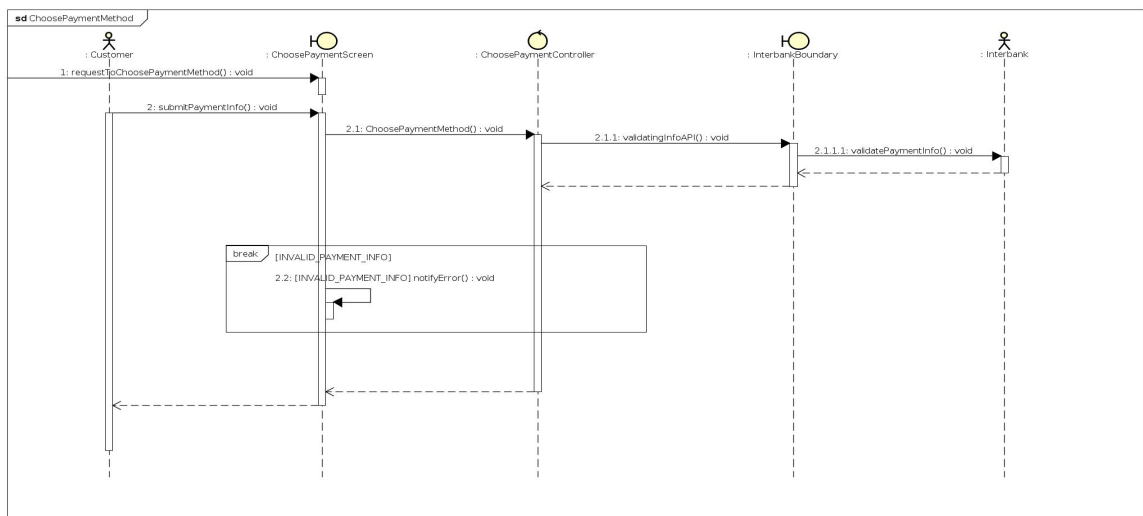 sd ChoosePaymentMethod
: Customer
: ChoosePaymentScreen
: ChoosePaymentController
: InterbankBoundary
: Interbank
1: requestToChoosePaymentMethod() : void
2: submitPaymentInfo() : void
2.1: ChoosePaymentMethod() : void
2.1.1: validatingInfoAPI() : void
2.1.1.1: validatePaymentInfo() : void
break
[INVALID_PAYMENT_INFO]
2.2: [INVALID_PAYMENT_INFO] notifyError() : void